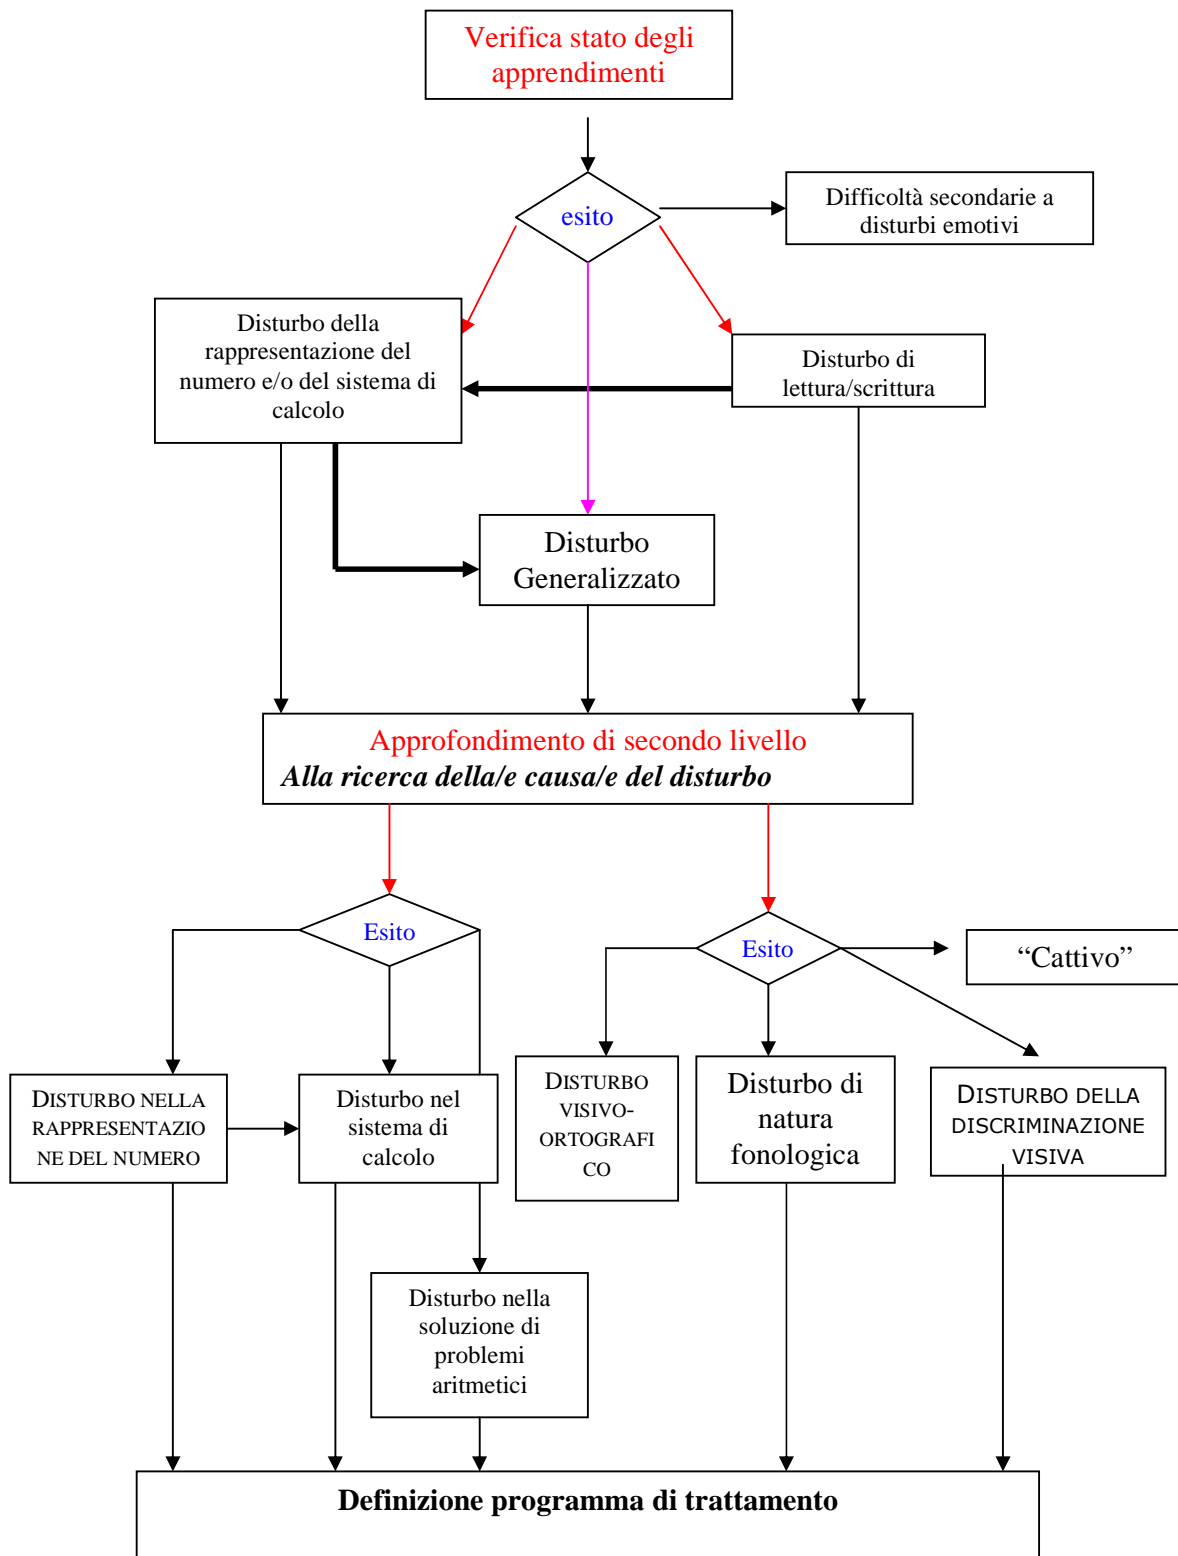 Verifica stato degli
apprendimenti
esito
Difficoltà secondarie a
disturbi emotivi
Disturbo della
rappresentazione del
numero e/o del sistema di
calcolo
Disturbo di
lettura/scrittura
Disturbo
Generalizzato
Approfondimento di secondo livello
Alla ricerca della/e causa/e del disturbo
Esito
Esito
“Cattivo”
DISTURBO NELLA
RAPPRESENTAZIO
NE DEL NUMERO
Disturbo nel
sistema di
calcolo
DISTURBO
VISIVO-
ORTOGRAFI
CO
Disturbo di
natura
fonologica
DISTURBO DELLA
DISCRIMINAZIONE
VISIVA
Disturbo nella
soluzione di
problemi
aritmetici
Definizione programma di trattamento